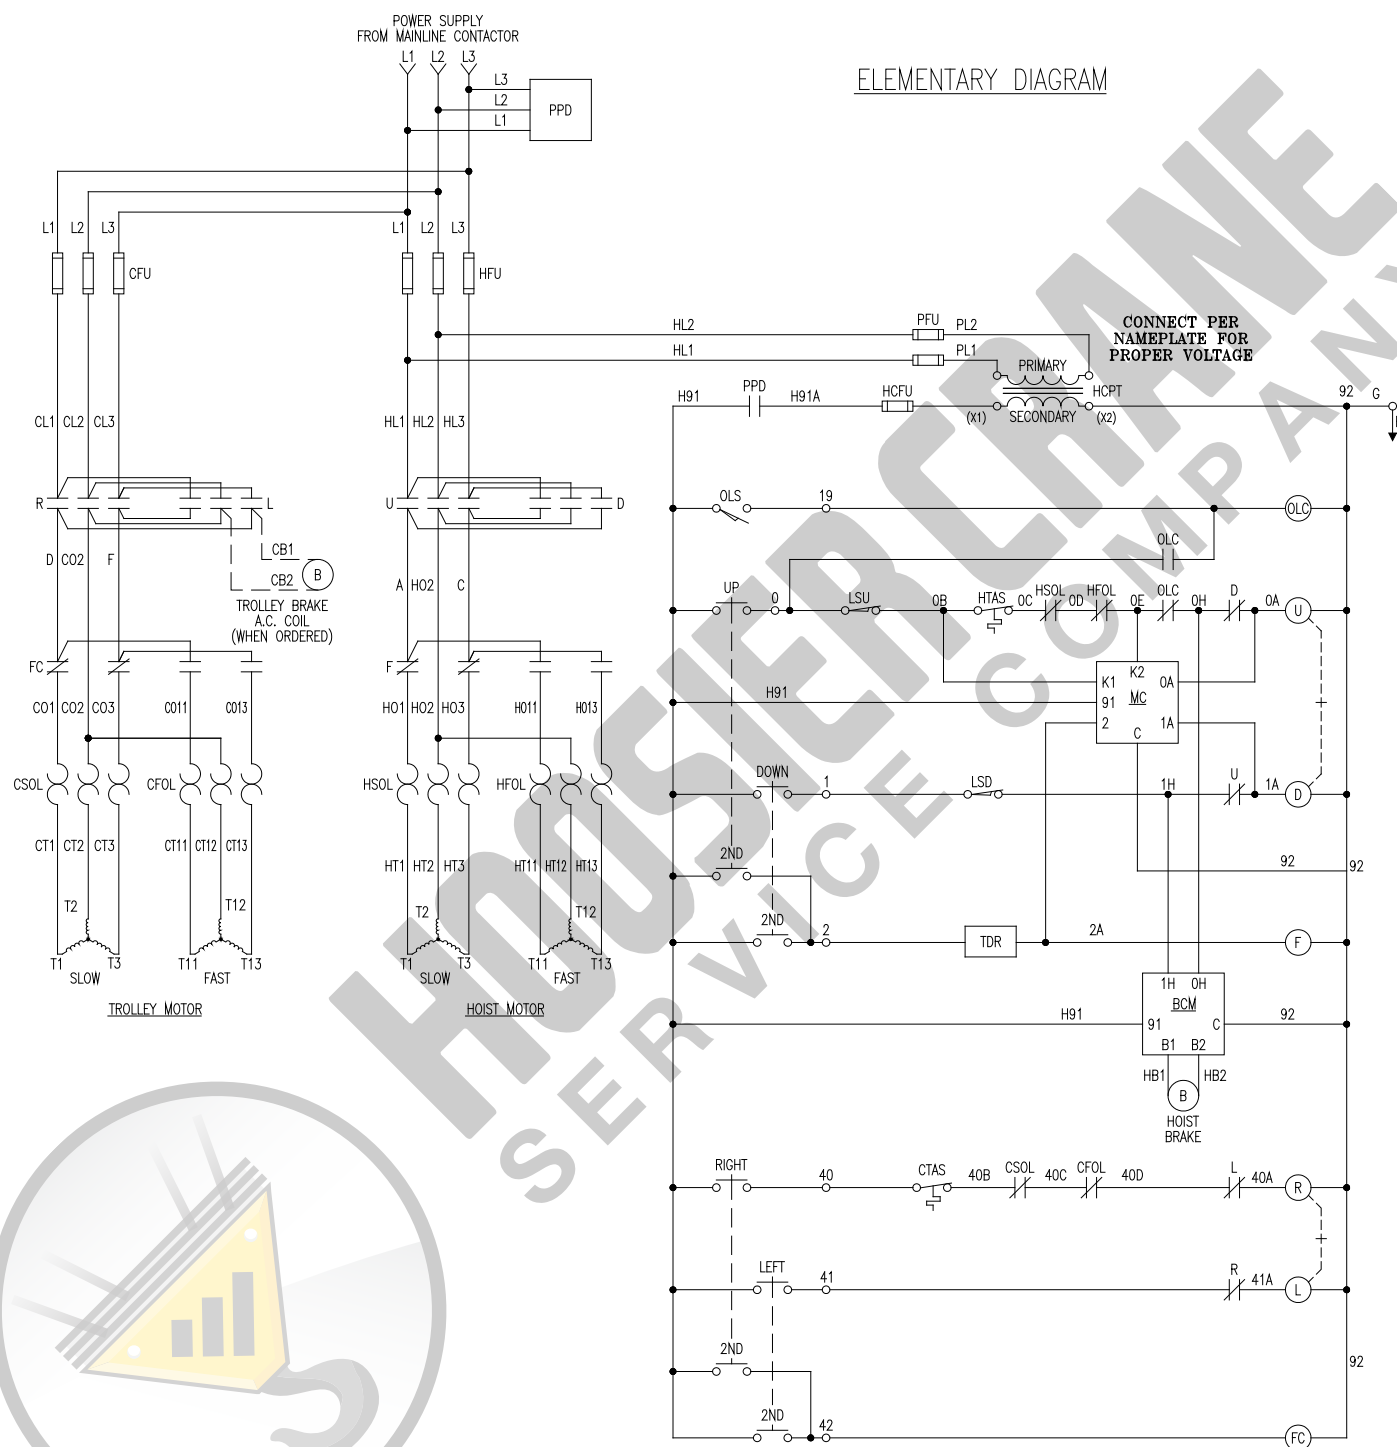 POWER SUPPLY
FROM MAINLINE CONTACTOR
L1 L2 L3
ELEMENTARY DIAGRAM
L3
L2
L1
PPD
L1 L2 L3
L1 L2 L3
CFU
HFU
HL2
PFU
PL2
HL1
PL1
CONNECT PER
NAMEPLATE FOR
PROPER VOLTAGE
PRIMARY
HCPT
H91
PPD
H91A
HCFU
(X1)
SECONDARY
(X2)
92
G
CL1 CL2 CL3
HL1 HL2 HL3
R
L
U
D
OLS
19
OLC
D CO2 F
CB1
CB2
B
TROLLEY BRAKE
A.C. COIL
(WHEN ORDERED)
A HO2 C
OLC
UP
0
LSU
0B
HTAS
0C
HSOL
0D
HFOL
0E
OLC
0H
D
0A
U
FC
F
K1
K2
0A
H91
91
MC
2
1A
C
CO1 CO2 CO3
CO11
CO13
HO1 HO2 HO3
HO11
HO13
CSOL
CFOL
HSOL
HFOL
DOWN
1
LSD
1H
U
1A
D
CT1 CT2 CT3
CT11 CT12 CT13
HT1 HT2 HT3
HT11 HT12 HT13
2ND
92
92
T2
T12
T2
T12
2ND
2
TDR
2A
F
T1
T3
T11
T13
T1
T3
T11
T13
SLOW
FAST
SLOW
FAST
TROLLEY MOTOR
HOIST MOTOR
1H 0H
BCM
H91
91
C
92
B1 B2
HB1
HB2
B
HOIST
BRAKE
RIGHT
40
CTAS
40B
CSOL
40C
CFOL
40D
L
40A
R
LEFT
41
R
41A
L
2ND
92
2ND
42
FC
HOOSIER CRANE
SERVICE COMPANY